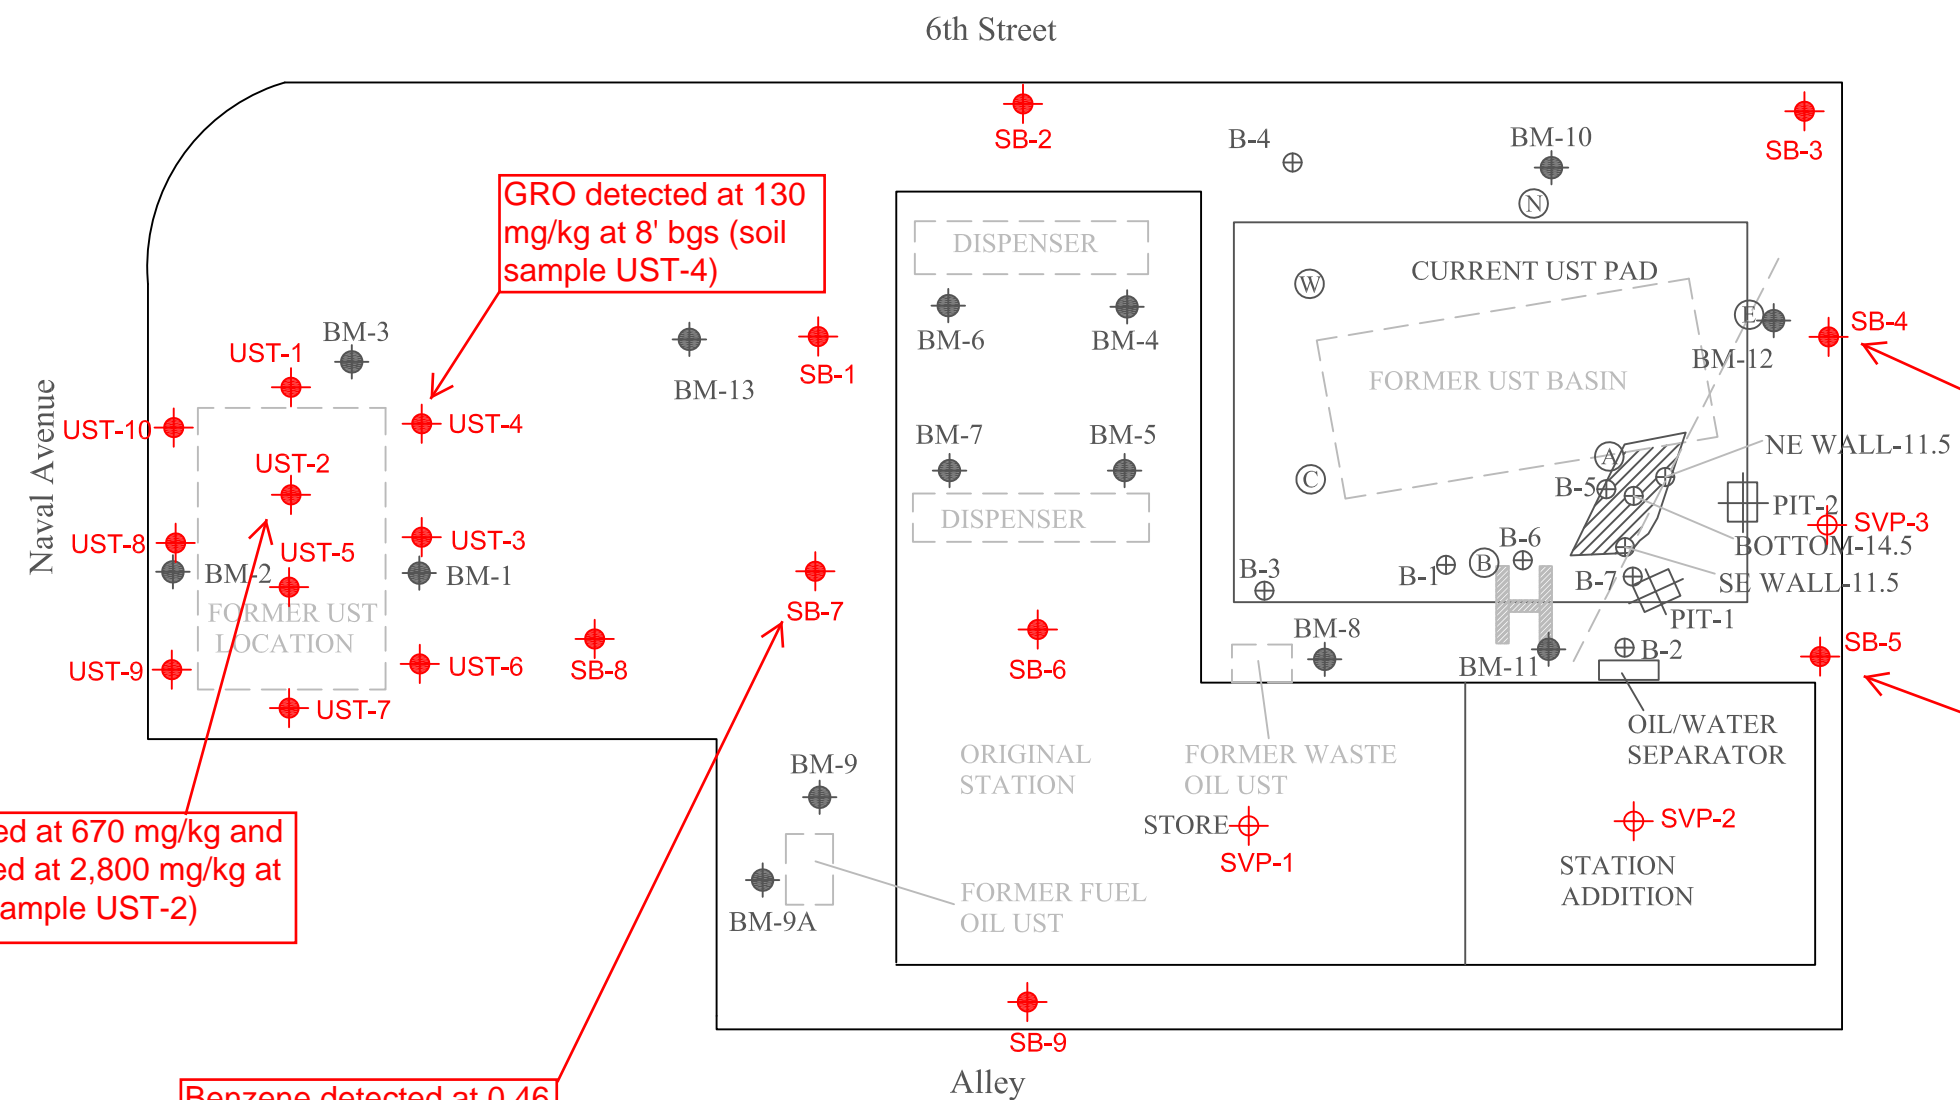 6th Street
SB-2
SB-3
B-4
BM-10
N
GRO detected at 130
mg/kg at 8' bgs (soil
sample UST-4)
DISPENSER
CURRENT UST PAD
W
E
BM-3
BM-13
SB-1
BM-6
BM-4
BM-12
SB-4
UST-1
FORMER UST BASIN
Naval Avenue
UST-10
UST-4
BM-7
BM-5
A
NE WALL-11.5
UST-2
C
B-5
PIT-2
DISPENSER
SVP-3
UST-8
UST-3
UST-5
B-6
BOTTOM-14.5
BM-2
BM-1
B-3
B-1
B
B-7
SE WALL-11.5
SB-7
FORMER UST
LOCATION
PIT-1
BM-8
UST-9
UST-6
SB-8
SB-6
BM-11
B-2
SB-5
UST-7
OIL/WATER
SEPARATOR
ORIGINAL
STATION
FORMER WASTE
OIL UST
BM-9
ed at 670 mg/kg and
ed at 2,800 mg/kg at
ample UST-2)
STORE
SVP-1
SVP-2
STATION
ADDITION
FORMER FUEL
OIL UST
BM-9A
SB-9
Alley
Benzene detected at 0.46